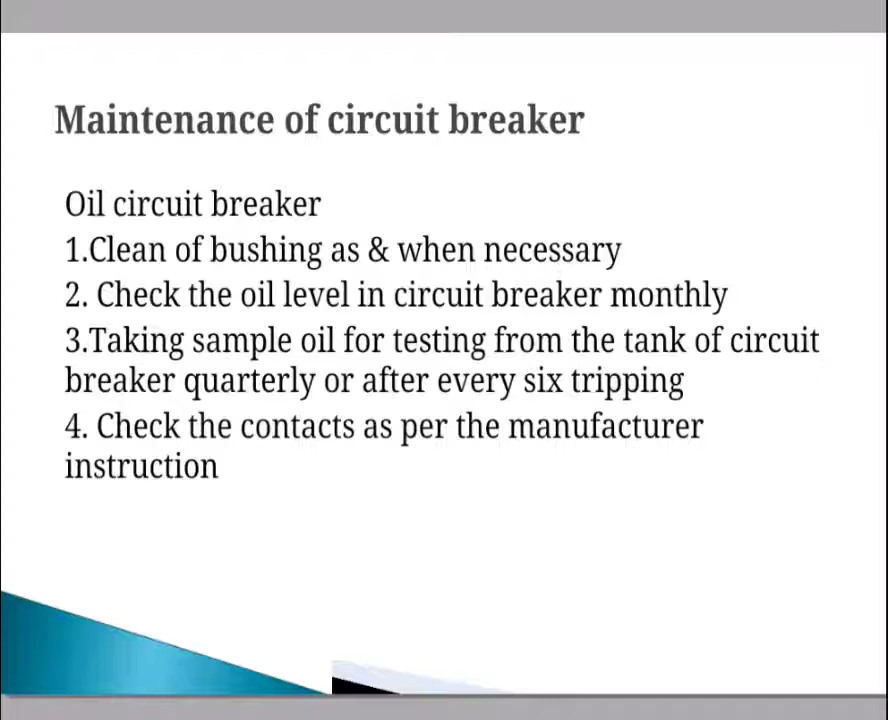 Maintenance of circuit breaker
Oil circuit breaker
1.Clean of bushing as & when necessary
2. Check the oil level in circuit breaker monthly
3.Taking sample oil for testing from the tank of circuit
breaker quarterly or after every six tripping
4. Check the contacts as per the manufacturer
instruction